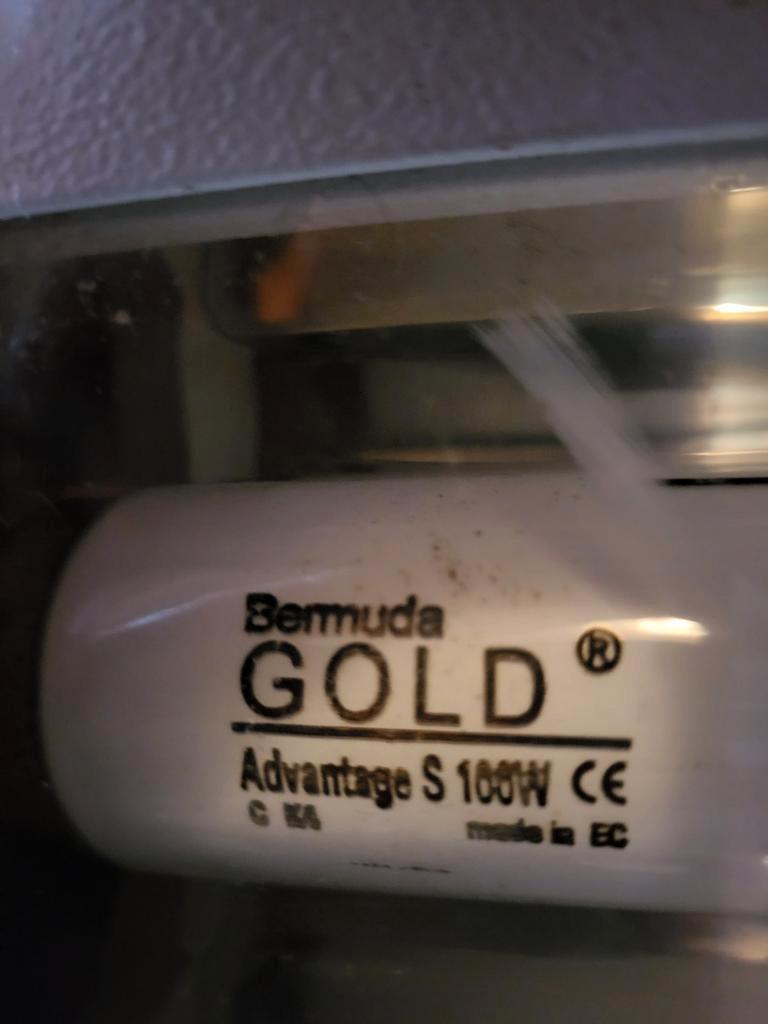 Bermuda
GOLD ®
Advantage S 100W CE
made in EC